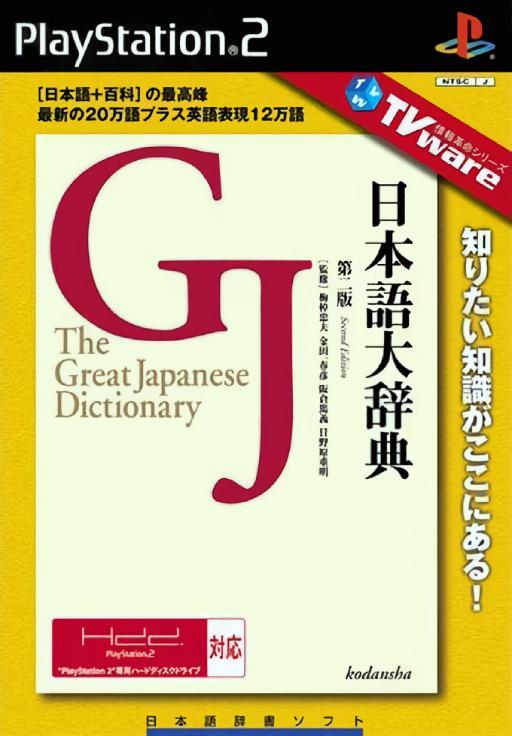 PlayStation®2
NTSC J
[日本語+百科]の最高峰
最新の20万語プラス英語表現12万語
TVware
情報革命シリーズ
知りたい知識がここにある!
GJ
The
Great Japanese
Dictionary
日本語大辞典
第二版 Second Edition
[監修] 梅棹忠夫 金田一春彦 阪倉篤義 日野原重明
Hdd
PlayStation.2
対応
"PlayStation 2"専用ハードディスクドライブ
kodansha
日本語辞書ソフト